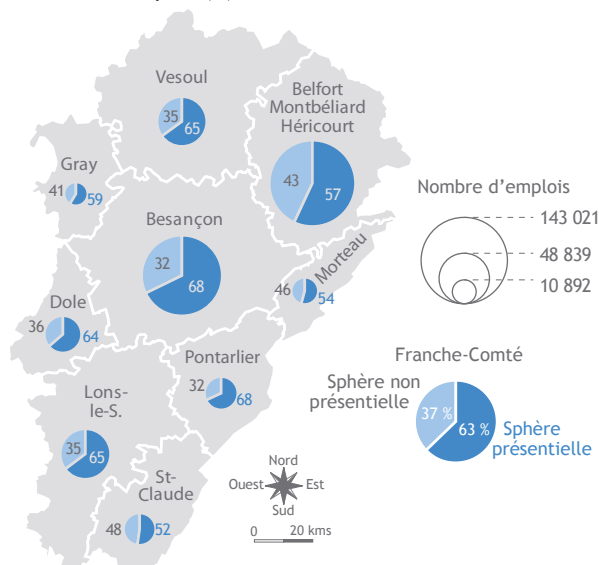 Vesoul
35
65
Belfort
Montbéliard
Héricourt
43
57
Gray
41
59
Besançon
32
68
Morteau
46
54
Dole
36
64
Pontarlier
32
68
Lons-
le-S.
35
65
St-
Claude
48
52
Nombre d'emplois
143 021
48 839
10 892
Franche-Comté
Sphère non
présentielle
37 %
63 %
Sphère
présentielle
Nord
Ouest
Est
Sud
0 20 kms